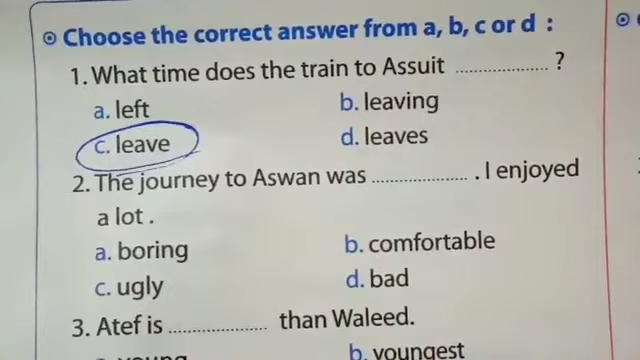 Choose the correct answer from a, b, c or d :
1. What time does the train to Assuit .................... ?
a. left
b. leaving
c. leave
d. leaves
2. The journey to Aswan was .................... . I enjoyed
a lot .
a. boring
b. comfortable
c. ugly
d. bad
3. Atef is .................... than Waleed.
b. youngest